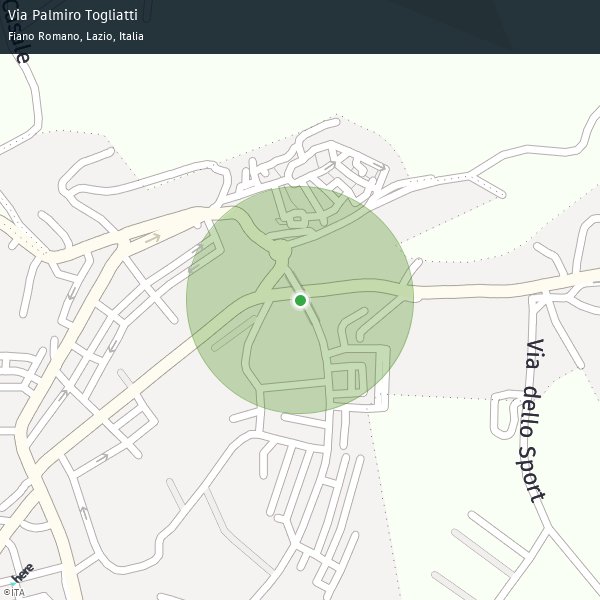 Via Palmiro Togliatti
Fiano Romano, Lazio, Italia
Via dello Sport
here
©ITA